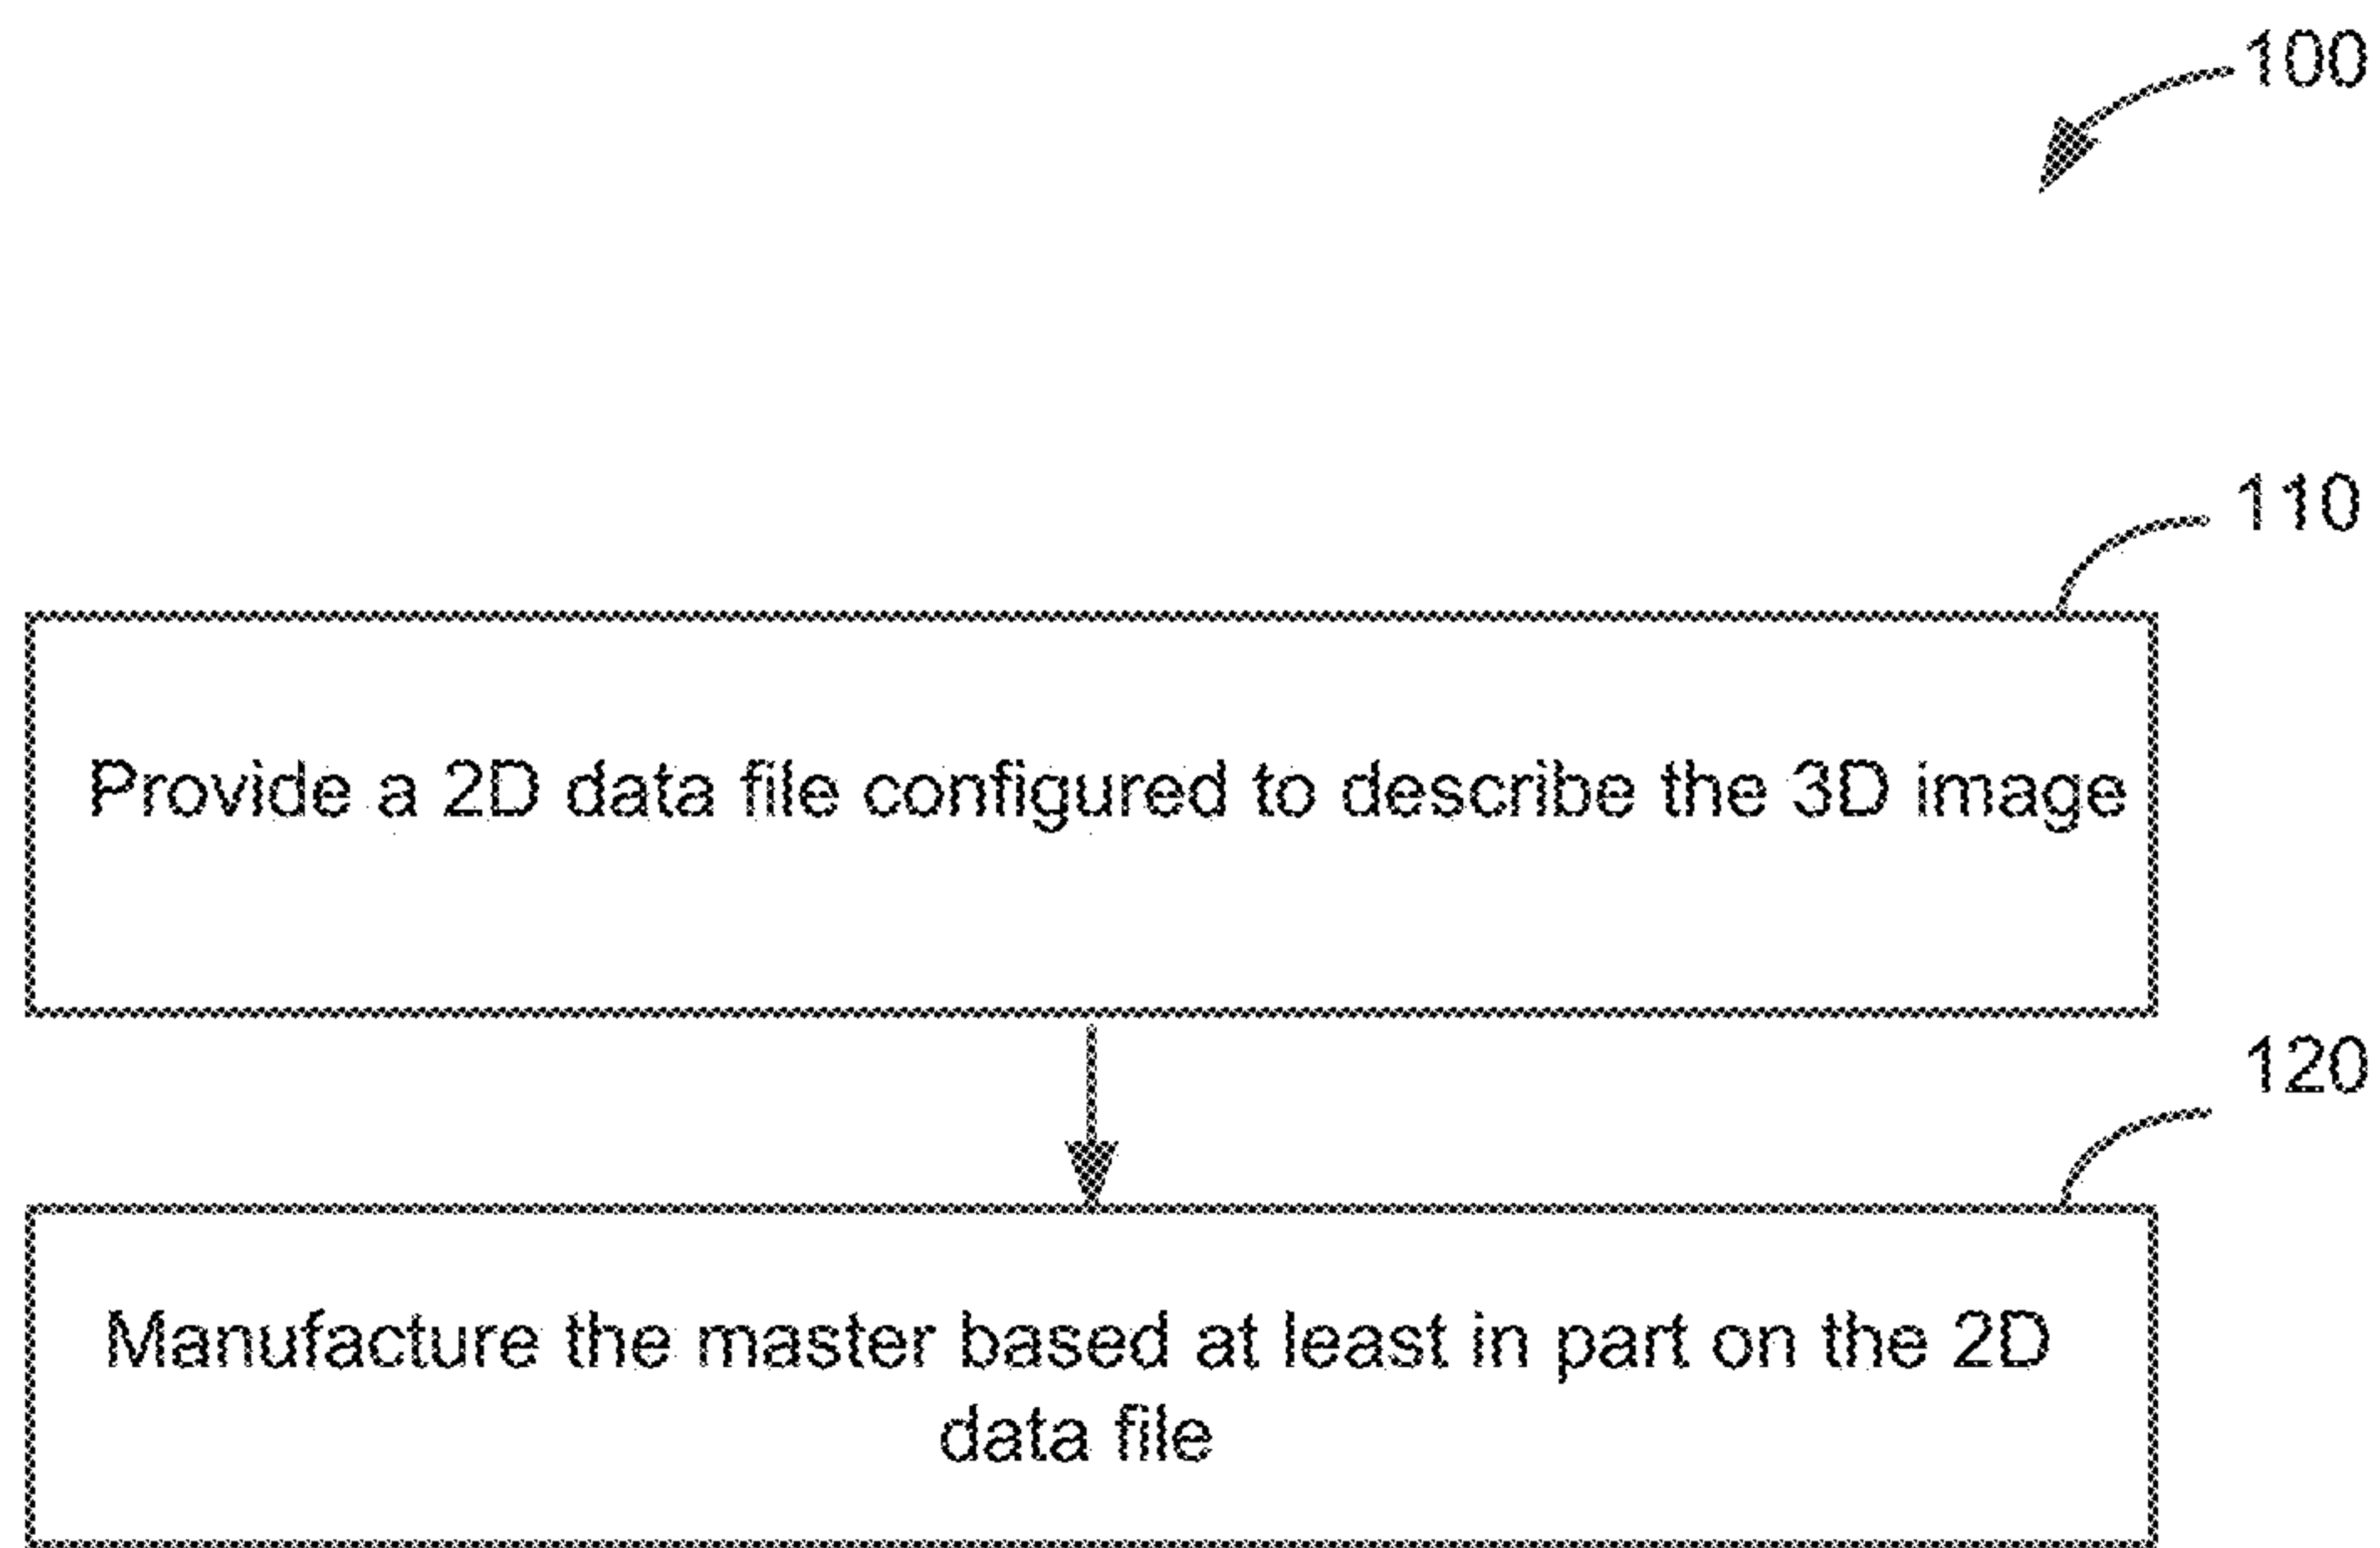 100
110
Provide a 2D data file configured to describe the 3D image
120
Manufacture the master based at least in part on the 2D
data file